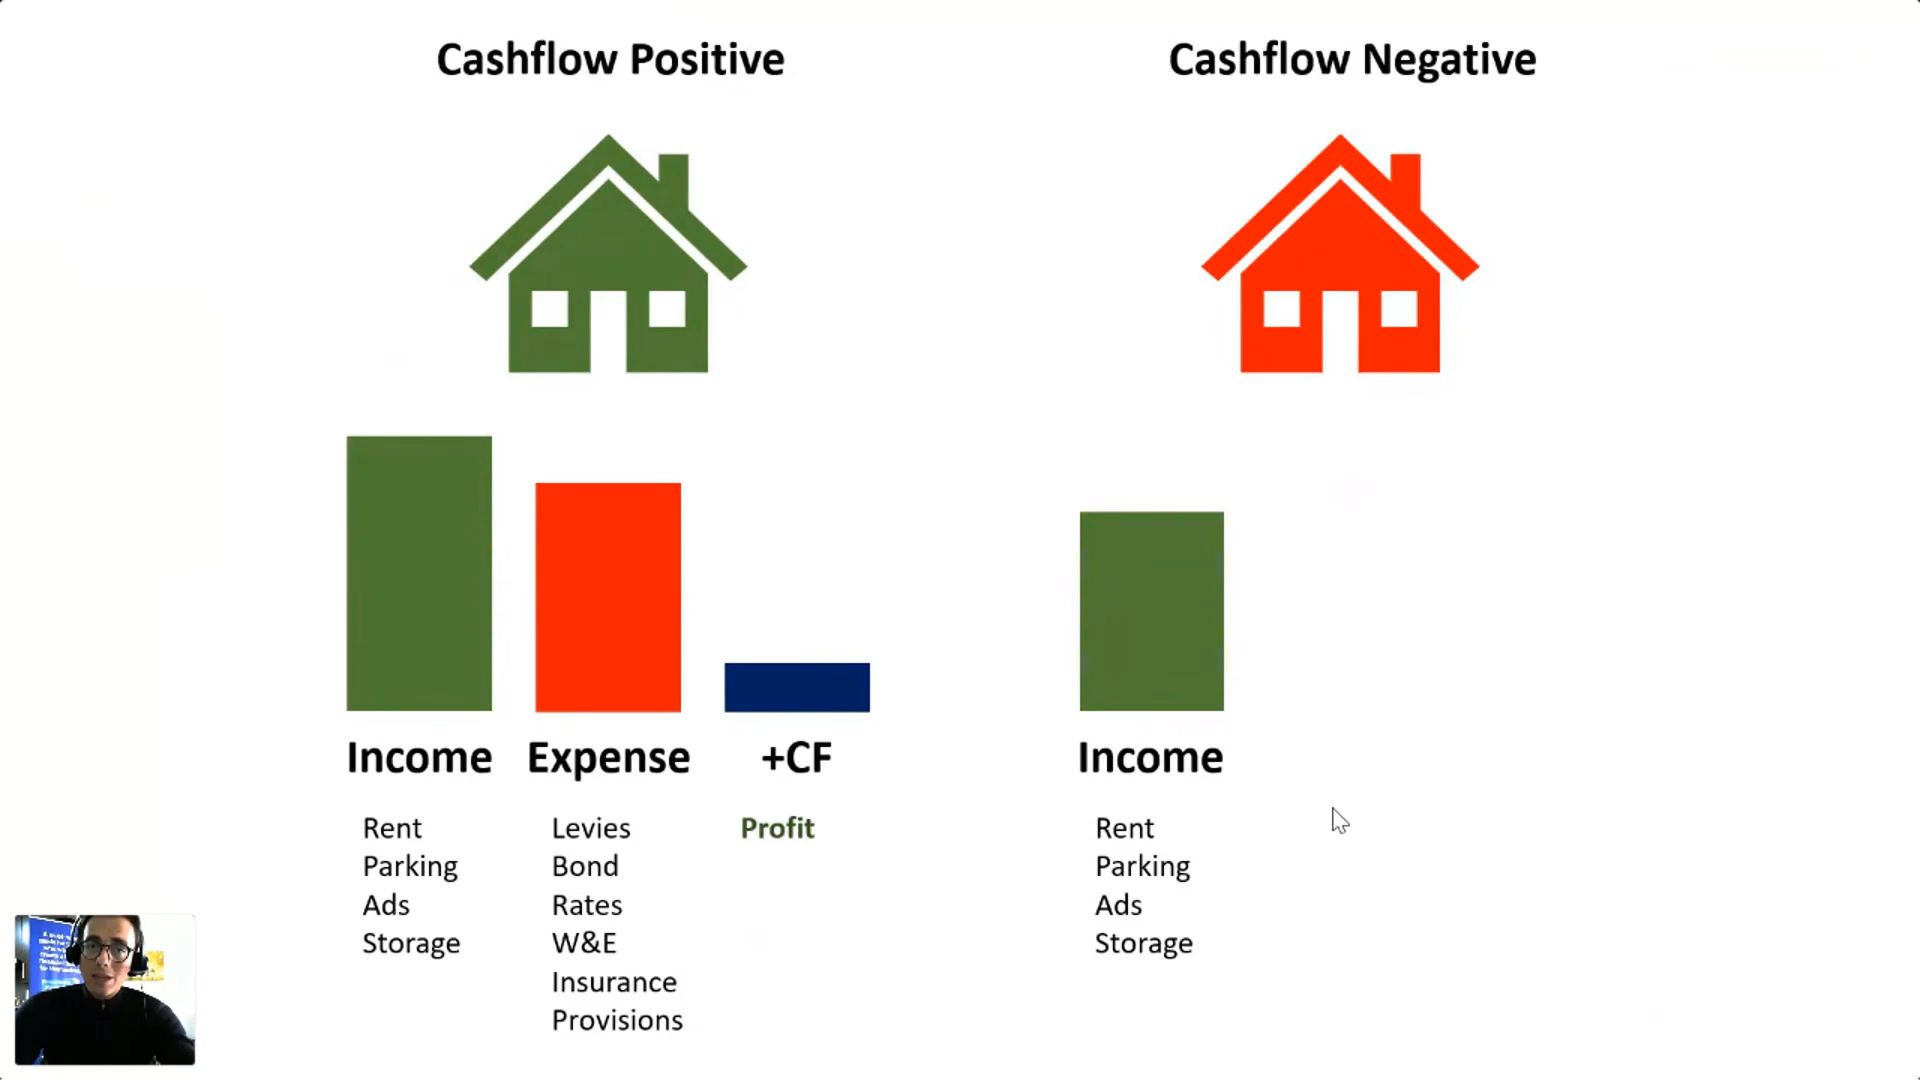 Cashflow Positive
Cashflow Negative
Income
Expense
+CF
Income
Rent
Parking
Ads
Storage
Levies
Bond
Rates
W&E
Insurance
Provisions
Profit
Rent
Parking
Ads
Storage